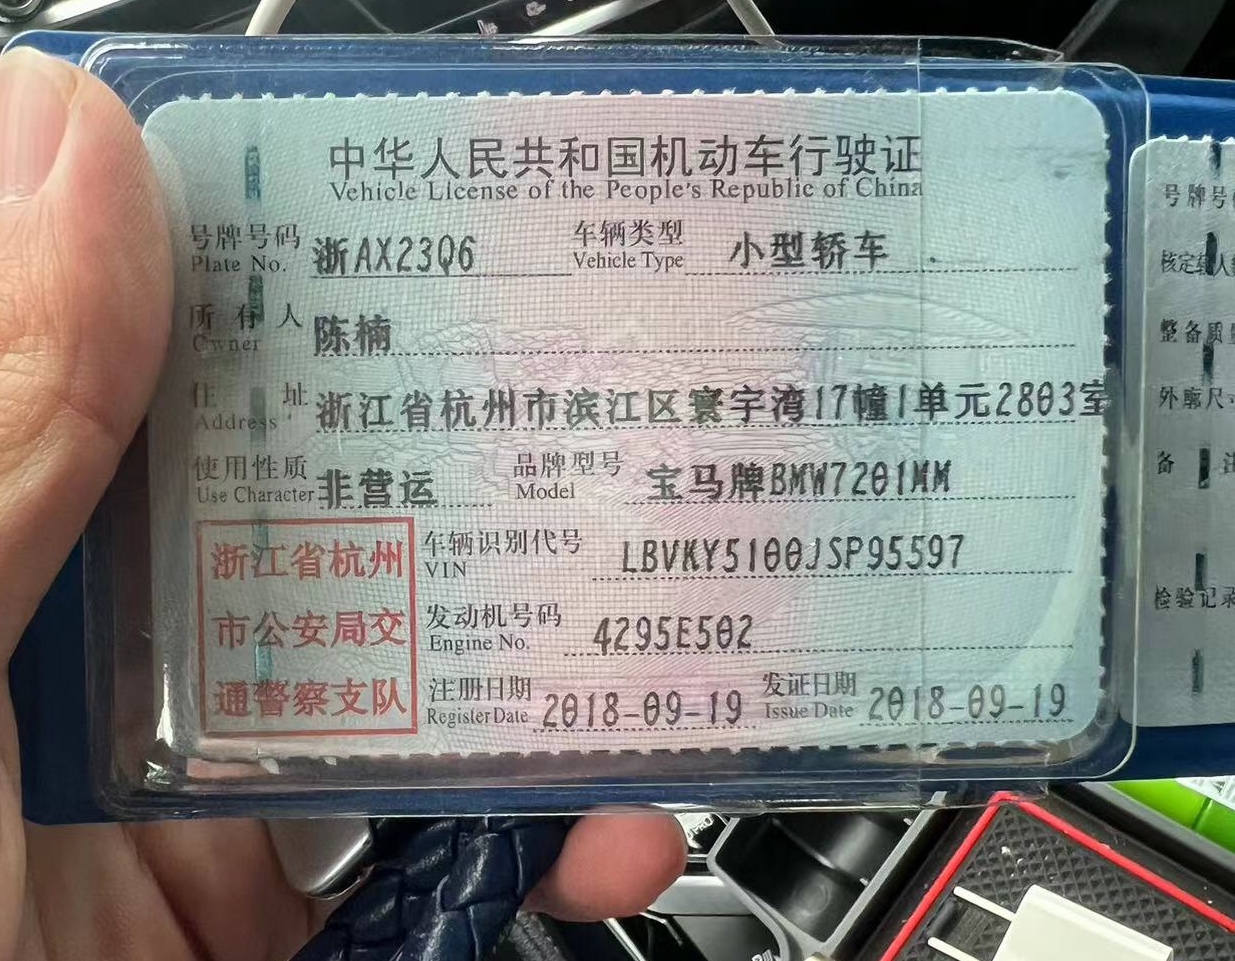 中华人民共和国机动车行驶证
Vehicle License of the People's Republic of China
号牌号码 浙AX23Q6 车辆类型 小型轿车
Plate No. Vehicle Type
所有人 陈楠
Owner
住址 浙江省杭州市滨江区寰宇湾17幢1单元2803室
Address
使用性质 非营运 品牌型号 宝马牌BMW7201MM
Use Character Model
浙江省杭州
市公安局交
通警察支队
车辆识别代号 LBVKY5100JSP95597
VIN
发动机号码 4295E502
Engine No.
注册日期 2018-09-19 发证日期 2018-09-19
Register Date Issue Date
号牌号
核定载人
整备质量
外廓尺寸
备注
检验记录